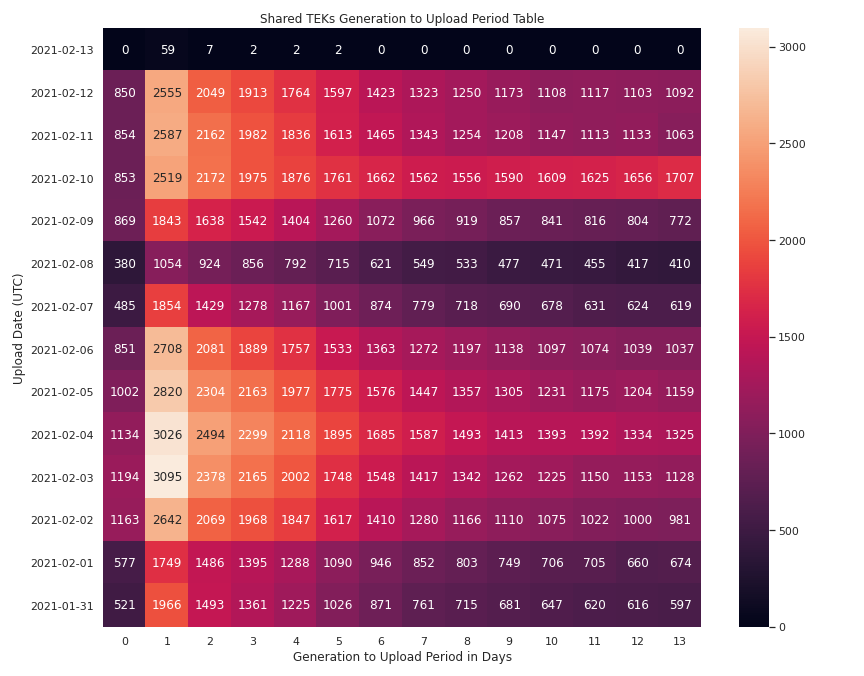 Shared TEKs Generation to Upload Period Table
Upload Date (UTC)
2021-02-13 0 59 7 2 2 2 0 0 0 0 0 0 0 0
2021-02-12 850 2555 2049 1913 1764 1597 1423 1323 1250 1173 1108 1117 1103 1092
2021-02-11 854 2587 2162 1982 1836 1613 1465 1343 1254 1208 1147 1113 1133 1063
2021-02-10 853 2519 2172 1975 1876 1761 1662 1562 1556 1590 1609 1625 1656 1707
2021-02-09 869 1843 1638 1542 1404 1260 1072 966 919 857 841 816 804 772
2021-02-08 380 1054 924 856 792 715 621 549 533 477 471 455 417 410
2021-02-07 485 1854 1429 1278 1167 1001 874 779 718 690 678 631 624 619
2021-02-06 851 2708 2081 1889 1757 1533 1363 1272 1197 1138 1097 1074 1039 1037
2021-02-05 1002 2820 2304 2163 1977 1775 1576 1447 1357 1305 1231 1175 1204 1159
2021-02-04 1134 3026 2494 2299 2118 1895 1685 1587 1493 1413 1393 1392 1334 1325
2021-02-03 1194 3095 2378 2165 2002 1748 1548 1417 1342 1262 1225 1150 1153 1128
2021-02-02 1163 2642 2069 1968 1847 1617 1410 1280 1166 1110 1075 1022 1000 981
2021-02-01 577 1749 1486 1395 1288 1090 946 852 803 749 706 705 660 674
2021-01-31 521 1966 1493 1361 1225 1026 871 761 715 681 647 620 616 597
0 1 2 3 4 5 6 7 8 9 10 11 12 13
Generation to Upload Period in Days
3000
2500
2000
1500
1000
500
0